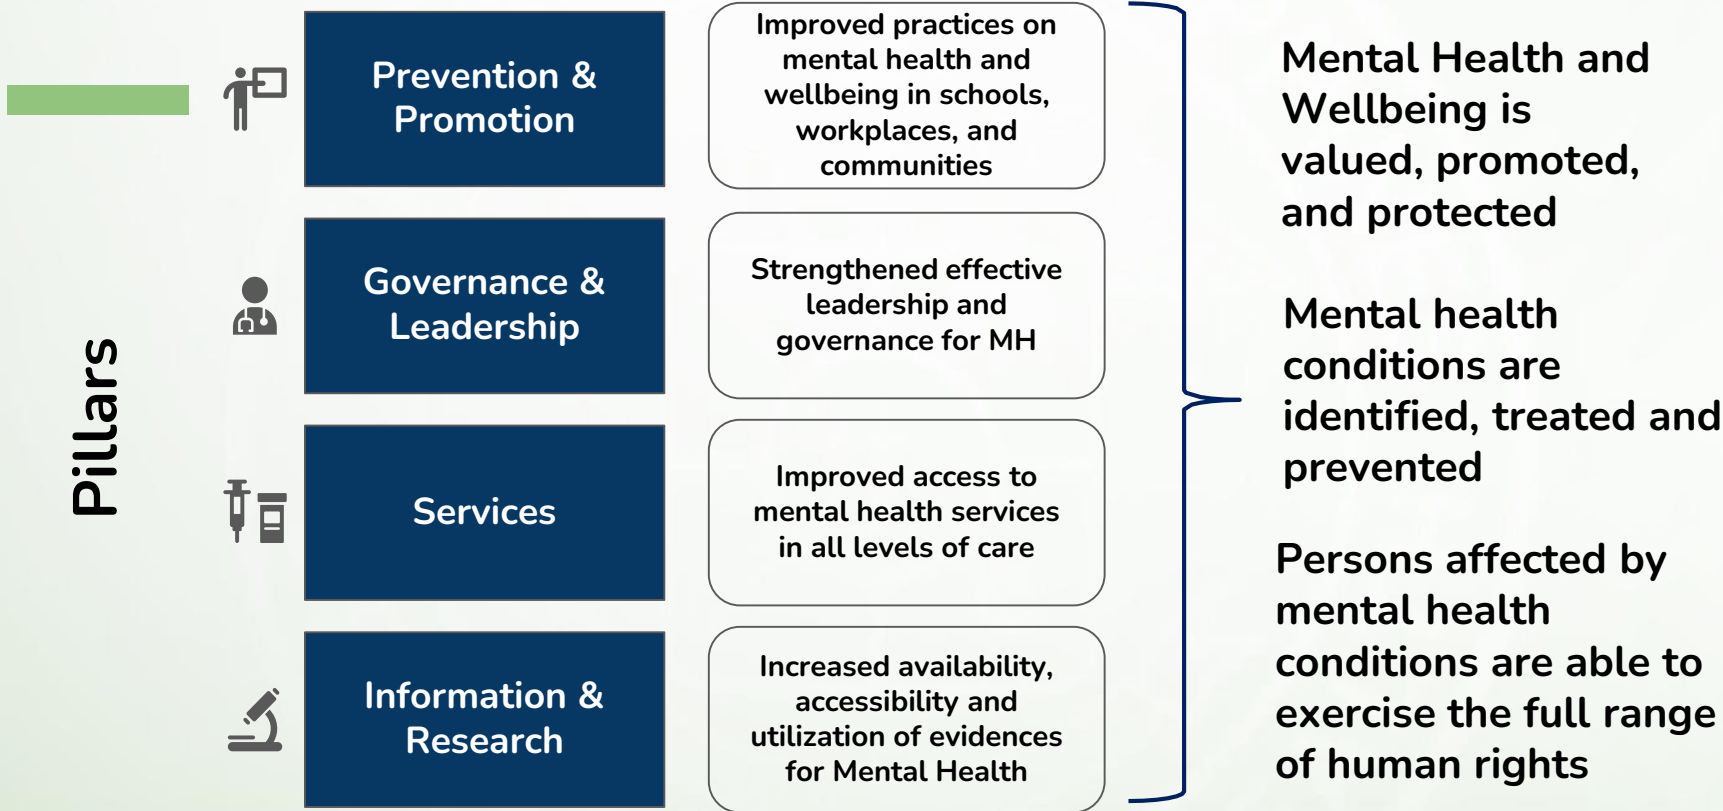 Pillars
Prevention &
Promotion
Improved practices on
mental health and
wellbeing in schools,
workplaces, and
communities
Governance &
Leadership
Strengthened effective
leadership and
governance for MH
Services
Improved access to
mental health services
in all levels of care
Information &
Research
Increased availability,
accessibility and
utilization of evidences
for Mental Health
Mental Health and
Wellbeing is
valued, promoted,
and protected
Mental health
conditions are
identified, treated and
prevented
Persons affected by
mental health
conditions are able to
exercise the full range
of human rights